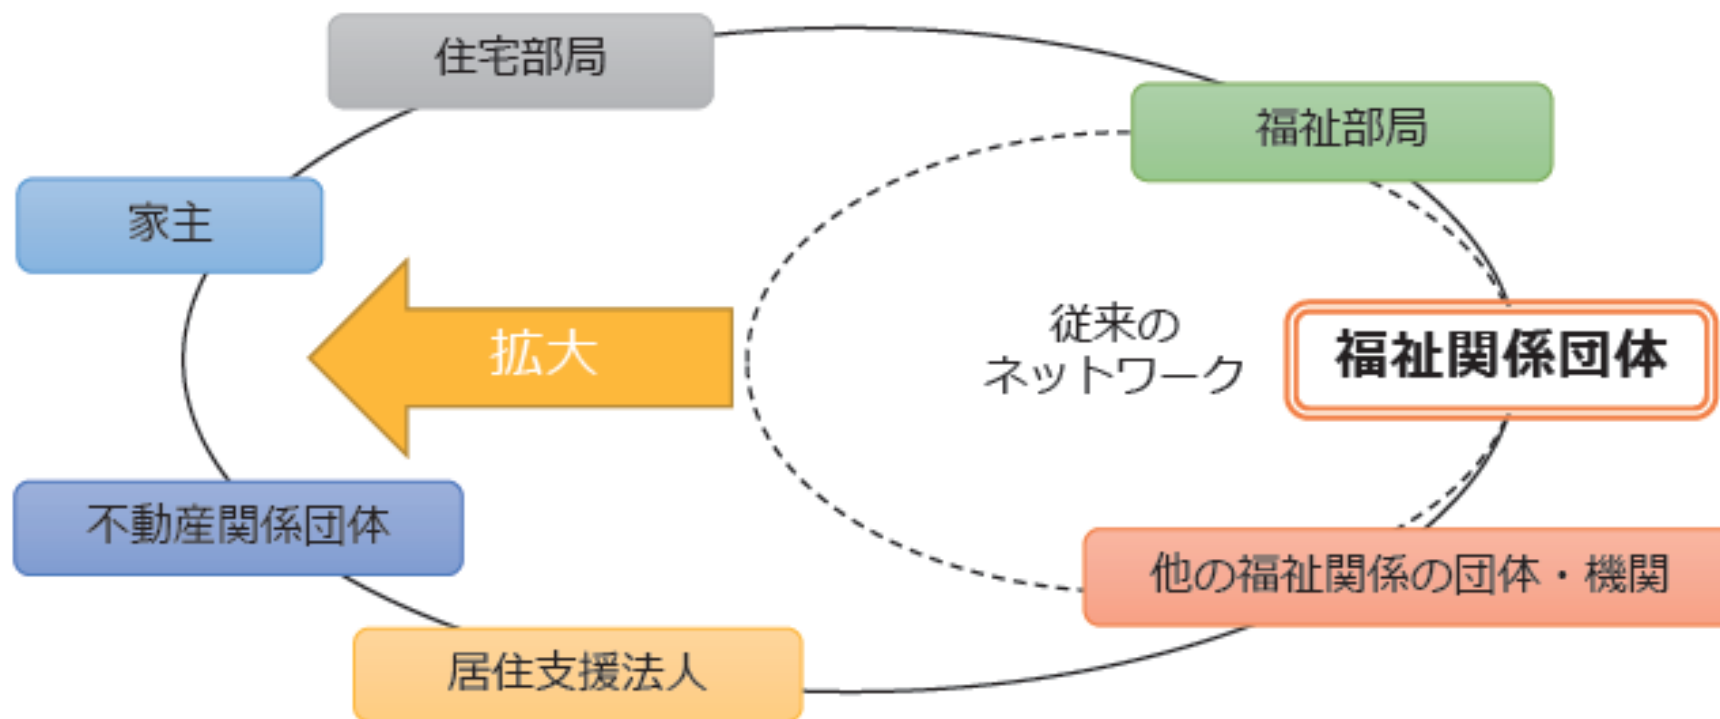 住宅部局
福祉部局
家主
拡大
従来の
ネットワーク
福祉関係団体
不動産関係団体
他の福祉関係の団体・機関
居住支援法人